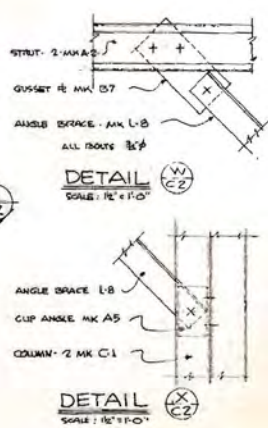 STRUT - 2-MK A-2
GUSSET PL MK B7
ANGLE BRACE - MK L-8
ALL BOLTS ¾"φ
DETAIL W/C2
SCALE: 1½"=1'-0"
ANGLE BRACE L-8
CLIP ANGLE MK A5
COLUMN - 2 MK C-1
DETAIL X/C2
SCALE: 1½"=1'-0"